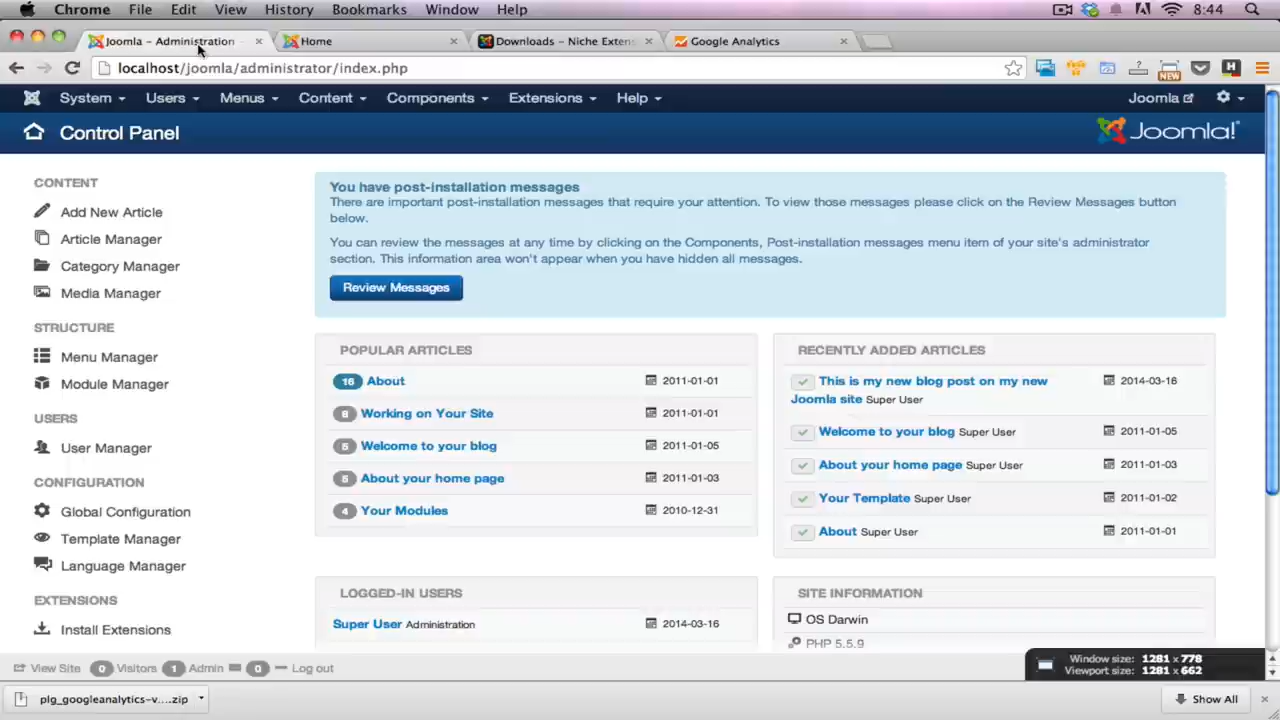 Chrome File Edit View History Bookmarks Window Help 8:44
Joomla - Administration Home Downloads - Niche Extens Google Analytics
localhost/joomla/administrator/index.php NEW H
System Users Menus Content Components Extensions Help Joomla
Control Panel Joomla!
CONTENT
Add New Article
Article Manager
Category Manager
Media Manager
STRUCTURE
Menu Manager
Module Manager
USERS
User Manager
CONFIGURATION
Global Configuration
Template Manager
Language Manager
EXTENSIONS
Install Extensions
You have post-installation messages
There are important post-installation messages that require your attention. To view those messages please click on the Review Messages button
below.
You can review the messages at any time by clicking on the Components, Post-installation messages menu item of your site's administrator
section. This information area won't appear when you have hidden all messages.
Review Messages
POPULAR ARTICLES
16 About 2011-01-01
8 Working on Your Site 2011-01-01
5 Welcome to your blog 2011-01-05
5 About your home page 2011-01-03
4 Your Modules 2010-12-31
RECENTLY ADDED ARTICLES
This is my new blog post on my new 2014-03-16
Joomla site Super User
Welcome to your blog Super User 2011-01-05
About your home page Super User 2011-01-03
Your Template Super User 2011-01-02
About Super User 2011-01-01
LOGGED-IN USERS
Super User Administration 2014-03-16
SITE INFORMATION
OS Darwin
PHP 5.5.9
View Site 0 Visitors 1 Admin 0 Log out
Window size: 1281 x 778
Viewport size: 1281 x 662
plg_googleanalytics-v....zip Show All